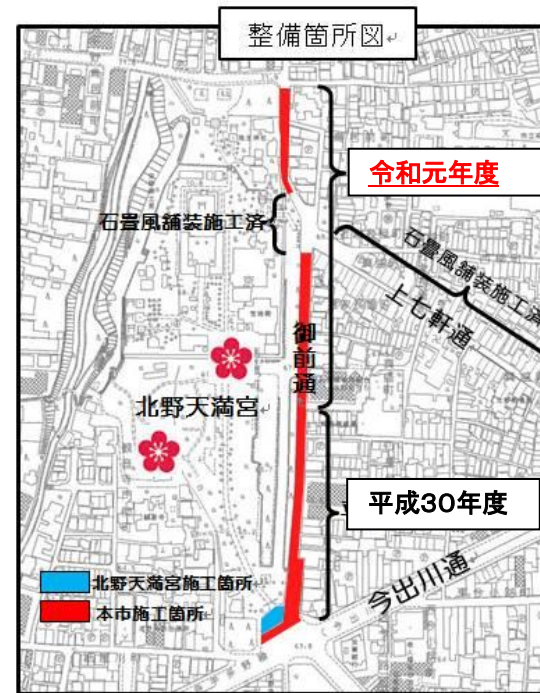 整備箇所図
令和元年度
石畳風舗装施工済
石畳風舗装施工済
上七軒通
御前通
北野天満宮
平成30年度
今出川通
北野天満宮施工箇所
本市施工箇所